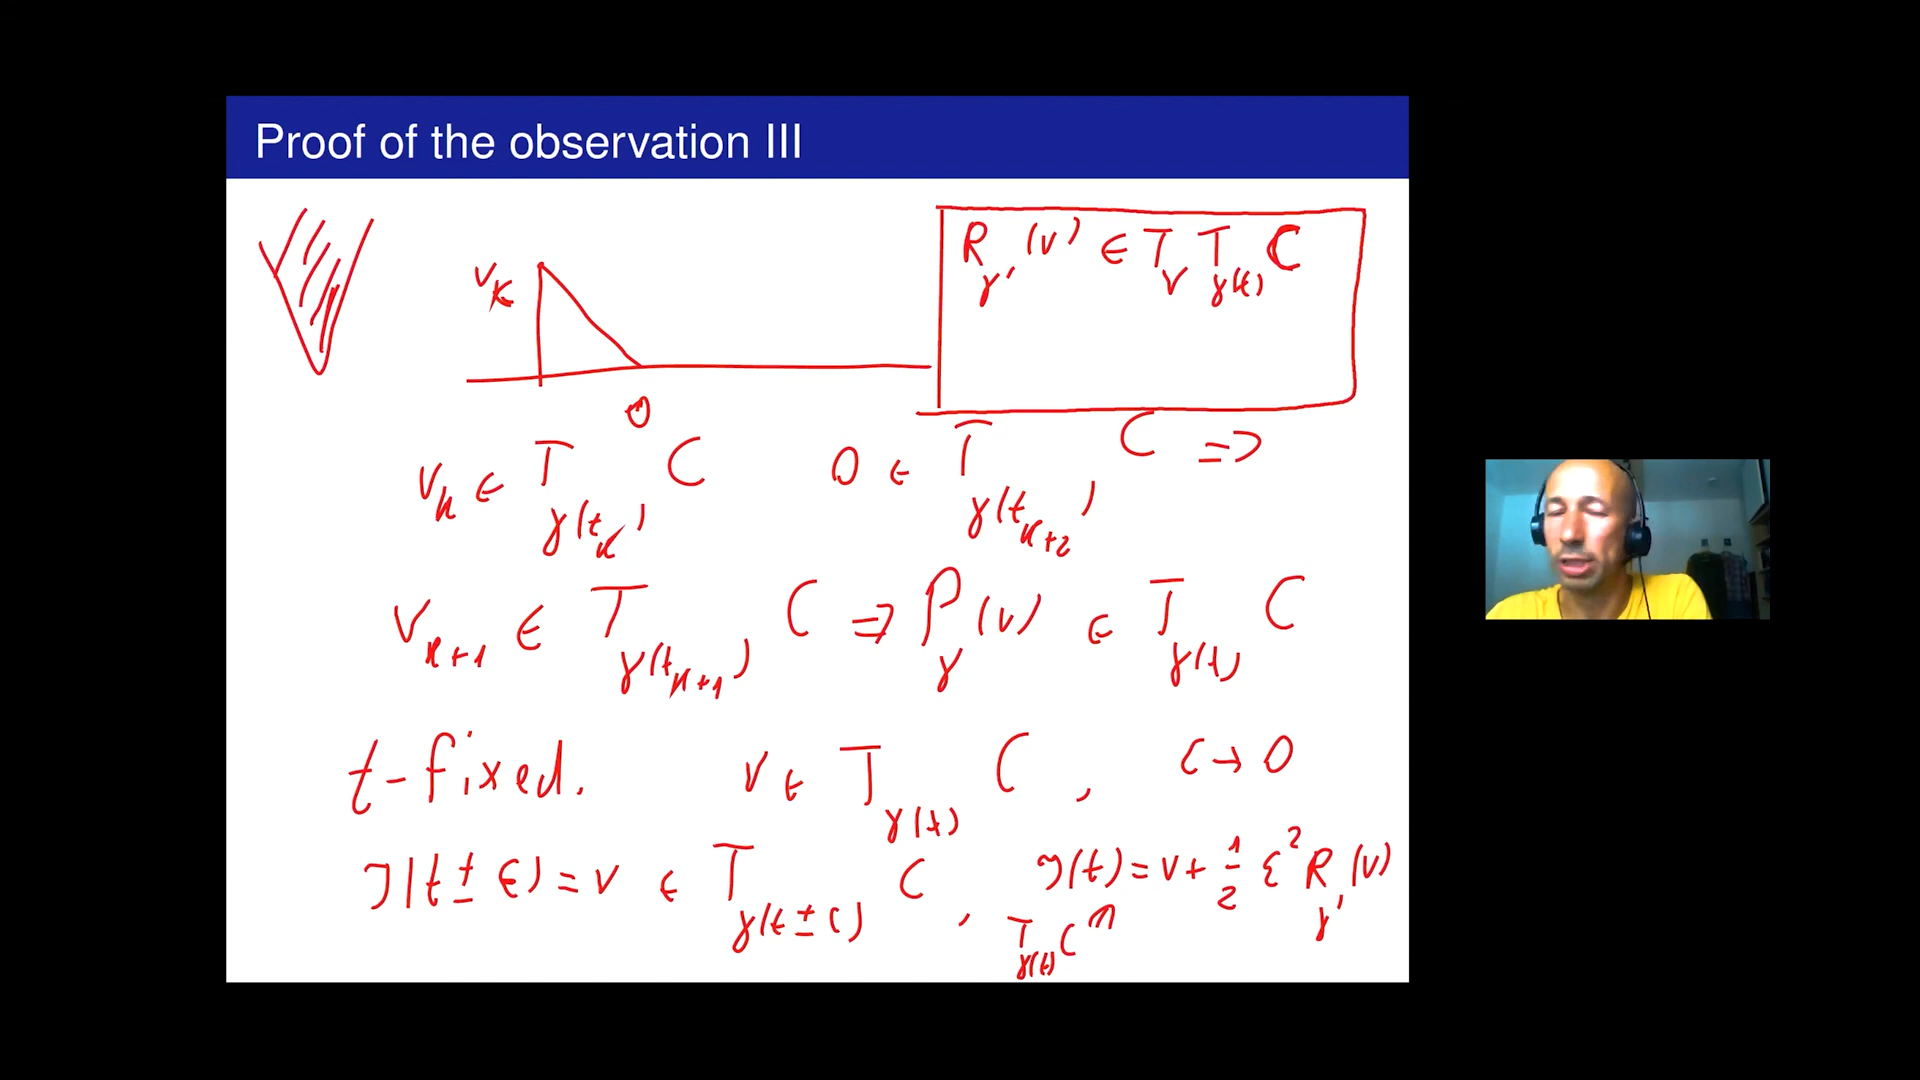 Proof of the observation III
R_γ'(v) ∈ T_v T_γ(t) C
v_k
0
v_k ∈ T_γ(t_k) C 0 ∈ T_γ(t_k+2) C ⇒
v_k+1 ∈ T_γ(t_k+1) C ⇒ P_γ(v) ∈ T_γ(t) C
t-fixed. v ∈ T_γ(t) C, ε → 0
J(t ± ε) = v ∈ T_γ(t ± ε) C, J(t) = v + 1/2 ε² R_γ'(v)
T_γ(t) C